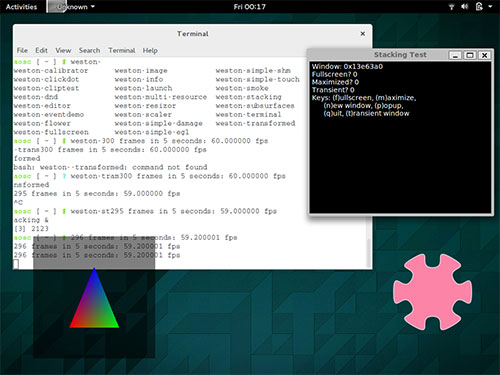 Activities
Unknown
Fri 00:17
Terminal
File Edit View Search Terminal Help
aosc [ ~ ] # weston-
weston-calibrator weston-image weston-simple-shm
weston-clickdot weston-info weston-simple-touch
weston-cliptest weston-launch weston-smoke
weston-dnd weston-multi-resource weston-stacking
weston-editor weston-resizor weston-subsurfaces
weston-eventdemo weston-scaler weston-terminal
weston-flower weston-simple-damage weston-transformed
weston-fullscreen weston-simple-egl
aosc [ ~ ] # weston-300 frames in 5 seconds: 60.000000 fps
-trans300 frames in 5 seconds: 60.000000 fps
formed
bash: weston--transformed: command not found
aosc [ ~ ] ? weston-tram300 frames in 5 seconds: 60.000000 fps
nsformed
295 frames in 5 seconds: 59.000000 fps
^C
aosc [ ~ ] # weston-st295 frames in 5 seconds: 59.000000 fps
acking &
[3] 2123
aosc [ ~ ] # 296 frames in 5 seconds: 59.200001 fps
296 frames in 5 seconds: 59.200001 fps
296 frames in 5 seconds: 59.200001 fps
Stacking Test
Window: 0x13e63a0
Fullscreen? 0
Maximized? 0
Transient? 0
Keys: (f)ullscreen, (m)aximize,
(n)ew window, (p)opup,
(q)uit, (t)ransient window